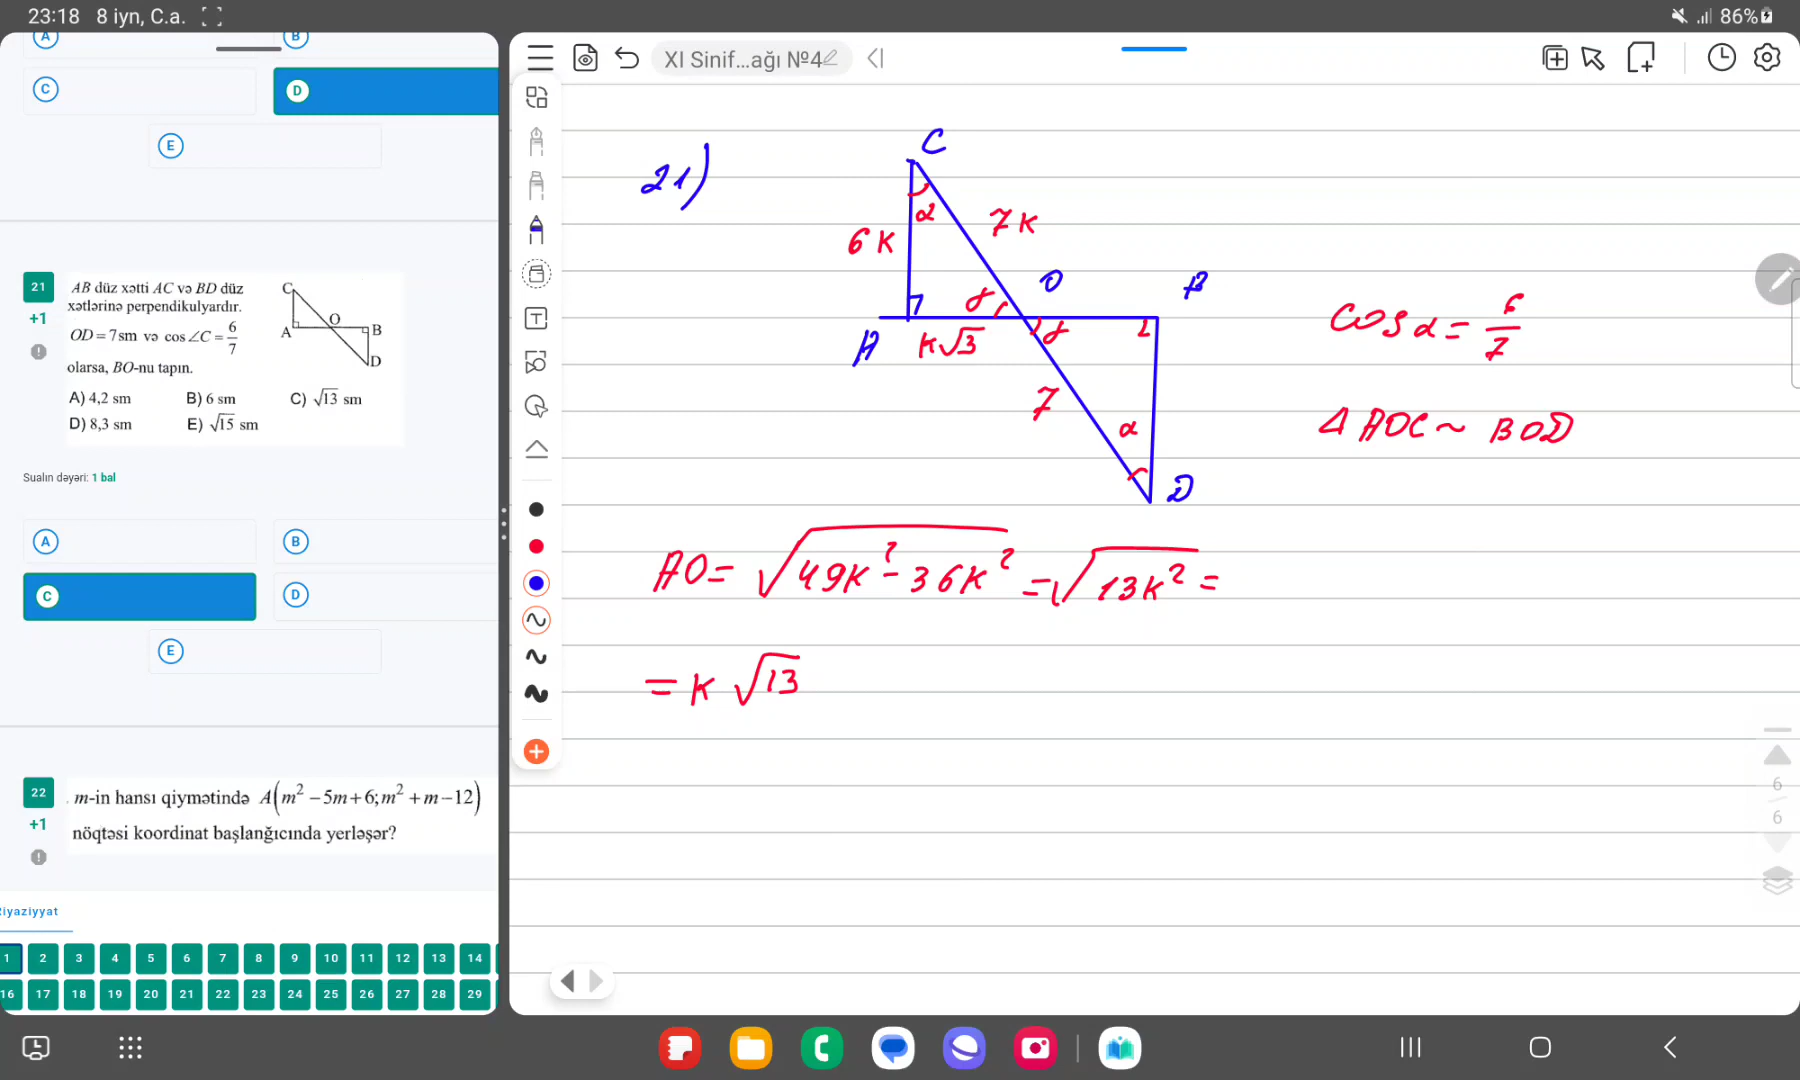 23:18 8 iyn, C.a.
86%
A
B
C
D
E
21
+1
AB düz xətti AC və BD düz
xətlərinə perpendikulyardır.
OD = 7sm və cos∠C = 6/7
olarsa, BO-nu tapın.
A) 4,2 sm B) 6 sm C) √13 sm
D) 8,3 sm E) √15 sm
C
O
A
B
D
Sualın dəyəri: 1 bal
A
B
C
D
E
22
+1
. m-in hansı qiymətində A(m² – 5m + 6; m² + m – 12)
nöqtəsi koordinat başlanğıcında yerləşər?
iyaziyyat
1 2 3 4 5 6 7 8 9 10 11 12 13 14
16 17 18 19 20 21 22 23 24 25 26 27 28 29
XI Sinif...ağı №4
21)
C
α
7K
6K
O
B
γ
A
K√3
γ
7
α
D
cos α = 6/7
Δ AOC ~ BOD
AO = √49K² - 36K² = √13K² =
= K √13
6
6